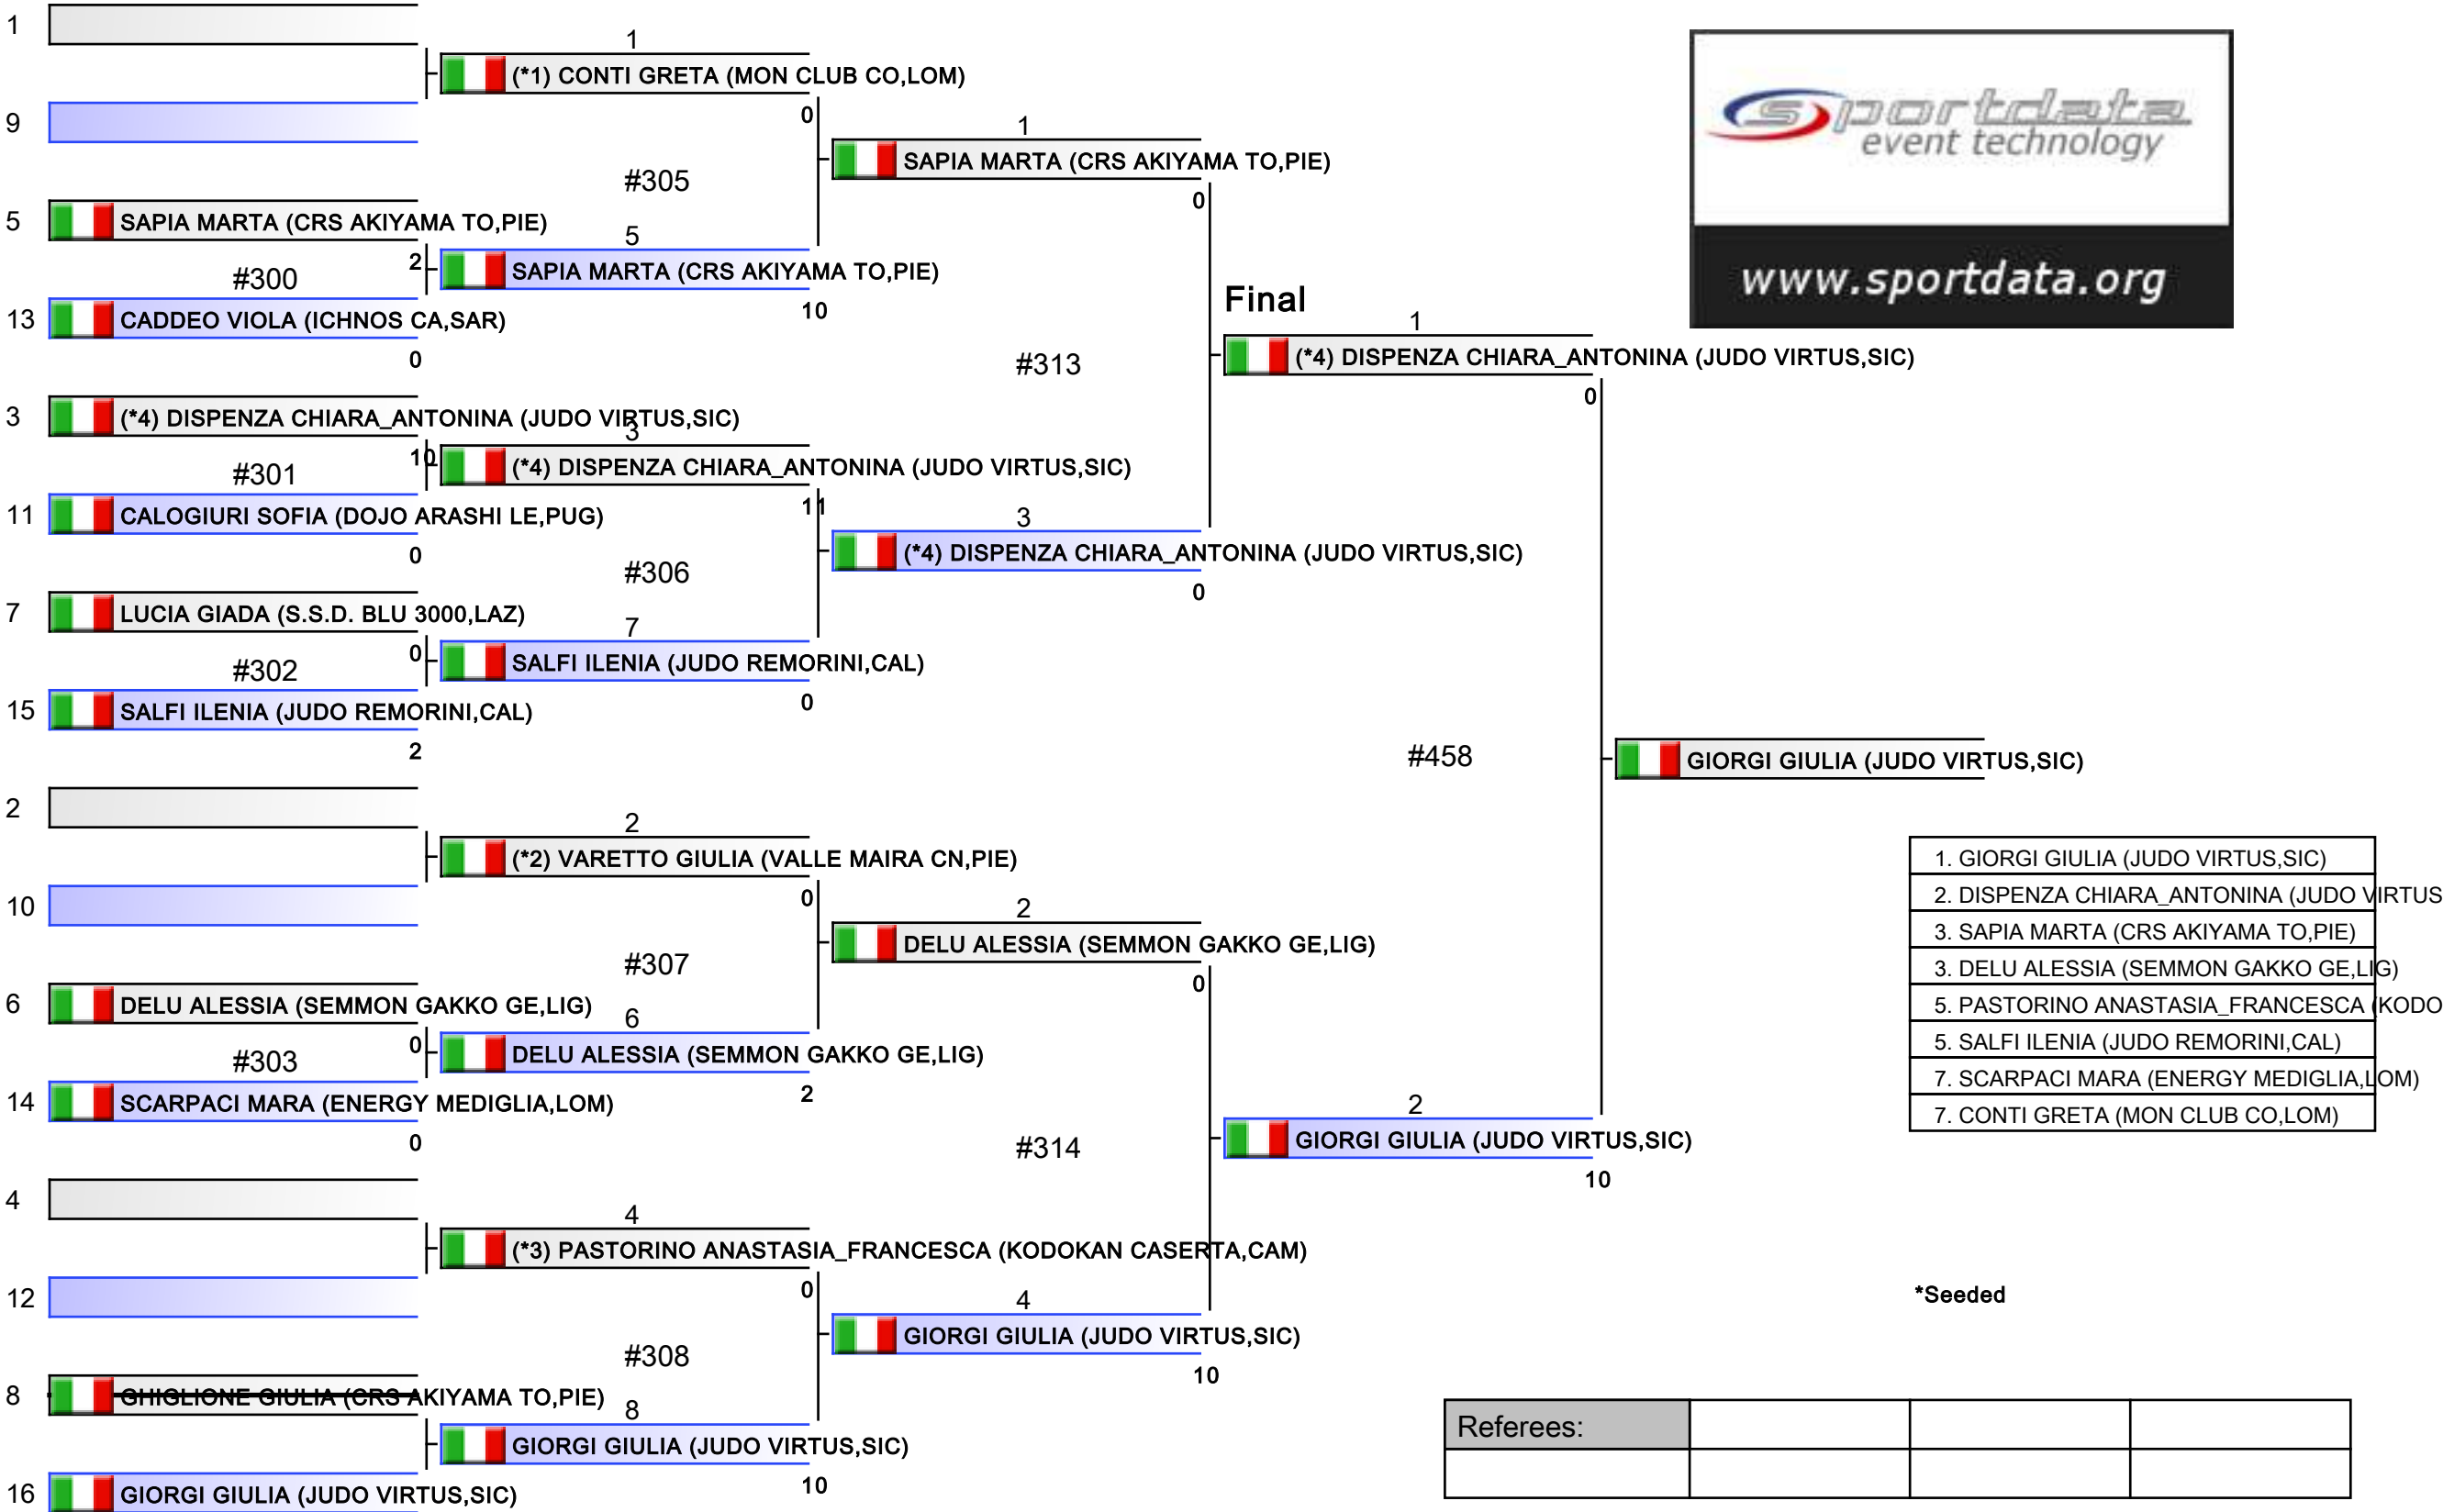 1
1
(*1) CONTI GRETA (MON CLUB CO,LOM)
0
9
1
SAPIA MARTA (CRS AKIYAMA TO,PIE)
0
#305
5
SAPIA MARTA (CRS AKIYAMA TO,PIE)
5
2
SAPIA MARTA (CRS AKIYAMA TO,PIE)
10
#300
13
CADDEO VIOLA (ICHNOS CA,SAR)
0
sportdata
event technology
www.sportdata.org
Final
1
(*4) DISPENZA CHIARA_ANTONINA (JUDO VIRTUS,SIC)
0
#313
3
(*4) DISPENZA CHIARA_ANTONINA (JUDO VIRTUS,SIC)
3
10
(*4) DISPENZA CHIARA_ANTONINA (JUDO VIRTUS,SIC)
11
#301
11
CALOGIURI SOFIA (DOJO ARASHI LE,PUG)
0
3
(*4) DISPENZA CHIARA_ANTONINA (JUDO VIRTUS,SIC)
0
#306
7
LUCIA GIADA (S.S.D. BLU 3000,LAZ)
7
0
SALFI ILENIA (JUDO REMORINI,CAL)
0
#302
15
SALFI ILENIA (JUDO REMORINI,CAL)
2
#458
GIORGI GIULIA (JUDO VIRTUS,SIC)
2
2
(*2) VARETTO GIULIA (VALLE MAIRA CN,PIE)
0
10
2
DELU ALESSIA (SEMMON GAKKO GE,LIG)
0
#307
6
DELU ALESSIA (SEMMON GAKKO GE,LIG)
6
0
DELU ALESSIA (SEMMON GAKKO GE,LIG)
2
#303
14
SCARPACI MARA (ENERGY MEDIGLIA,LOM)
0
1. GIORGI GIULIA (JUDO VIRTUS,SIC)
2. DISPENZA CHIARA_ANTONINA (JUDO VIRTUS
3. SAPIA MARTA (CRS AKIYAMA TO,PIE)
3. DELU ALESSIA (SEMMON GAKKO GE,LIG)
5. PASTORINO ANASTASIA_FRANCESCA (KODO
5. SALFI ILENIA (JUDO REMORINI,CAL)
7. SCARPACI MARA (ENERGY MEDIGLIA,LOM)
7. CONTI GRETA (MON CLUB CO,LOM)
#314
2
GIORGI GIULIA (JUDO VIRTUS,SIC)
10
4
4
(*3) PASTORINO ANASTASIA_FRANCESCA (KODOKAN CASERTA,CAM)
0
12
4
GIORGI GIULIA (JUDO VIRTUS,SIC)
10
*Seeded
#308
8
GHIGLIONE GIULIA (CRS AKIYAMA TO,PIE)
8
GIORGI GIULIA (JUDO VIRTUS,SIC)
10
16
GIORGI GIULIA (JUDO VIRTUS,SIC)
Referees: